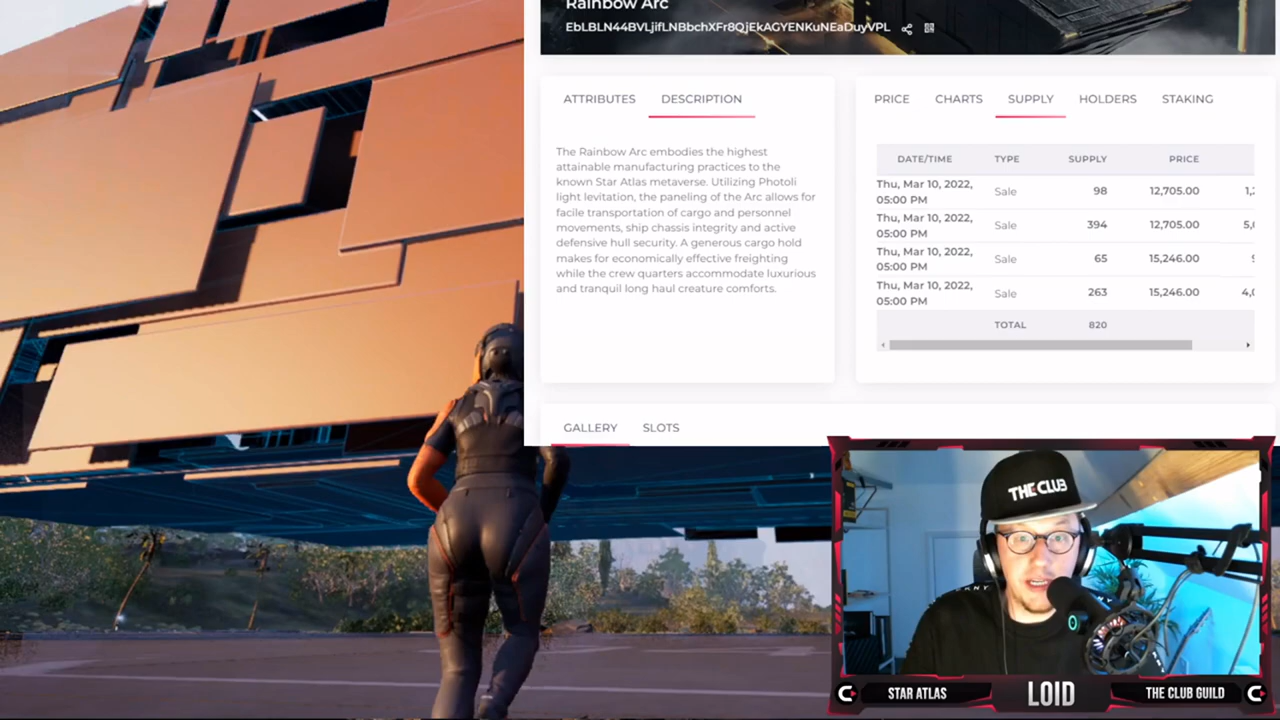 Rainbow Arc
EbLBLN44BVLjifLNBbchXFr8QjEkAGYENKuNEaDuyVPL
ATTRIBUTES DESCRIPTION
The Rainbow Arc embodies the highest
attainable manufacturing practices to the
known Star Atlas metaverse. Utilizing Photoli
light levitation, the paneling of the Arc allows for
facile transportation of cargo and personnel
movements, ship chassis integrity and active
defensive hull security. A generous cargo hold
makes for economically effective freighting
while the crew quarters accommodate luxurious
and tranquil long haul creature comforts.
PRICE CHARTS SUPPLY HOLDERS STAKING
DATE/TIME TYPE SUPPLY PRICE
Thu, Mar 10, 2022,
05:00 PM Sale 98 12,705.00
Thu, Mar 10, 2022,
05:00 PM Sale 394 12,705.00
Thu, Mar 10, 2022,
05:00 PM Sale 65 15,246.00
Thu, Mar 10, 2022,
05:00 PM Sale 263 15,246.00
TOTAL 820
GALLERY SLOTS
THE CLUB
STAR ATLAS LOID THE CLUB GUILD